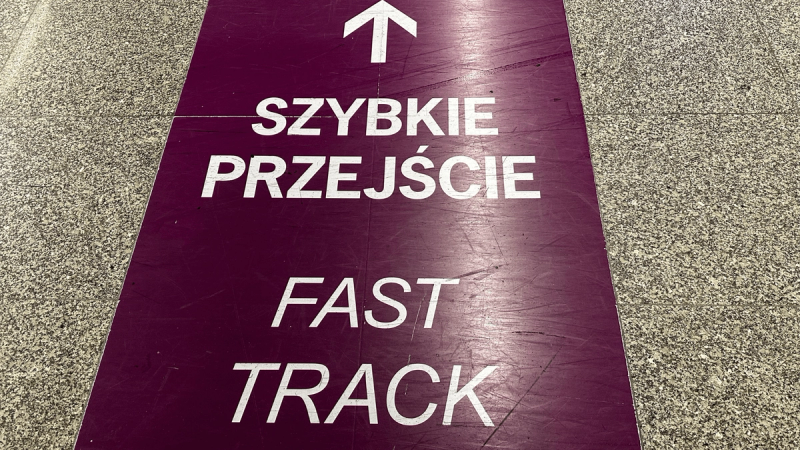 SZYBKIE
PRZEJŚCIE
FAST
TRACK